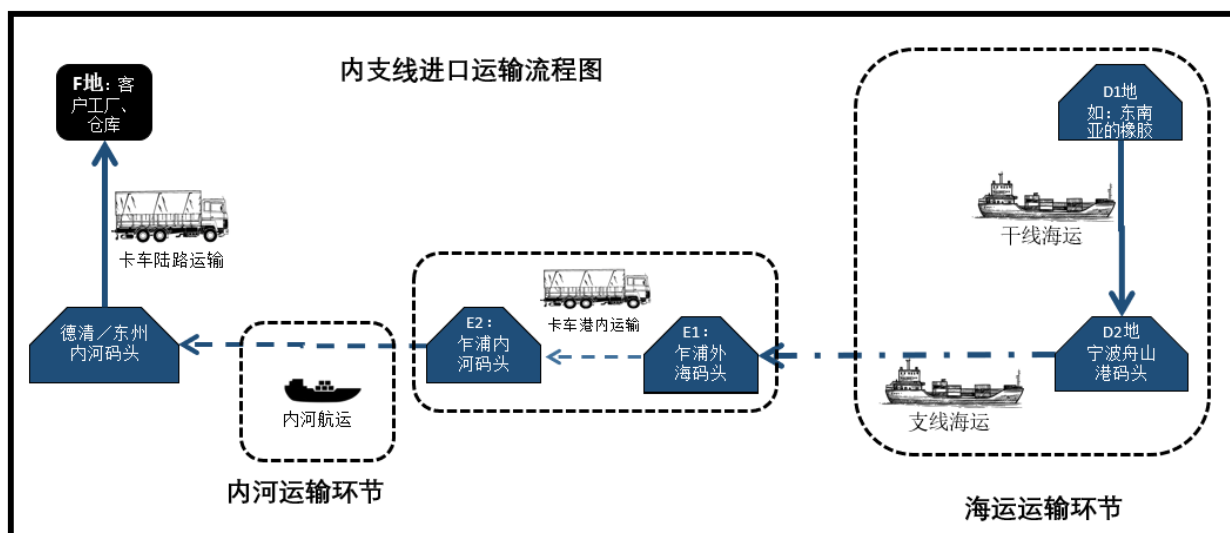 内支线进口运输流程图
F地：客
户工厂、
仓库
D1地
如：东南
亚的橡胶
干线海运
卡车陆路运输
卡车港内运输
德清／东州
内河码头
E2：
乍浦内
河码头
E1：
乍浦外
海码头
D2地
宁波舟山
港码头
内河航运
支线海运
内河运输环节
海运运输环节